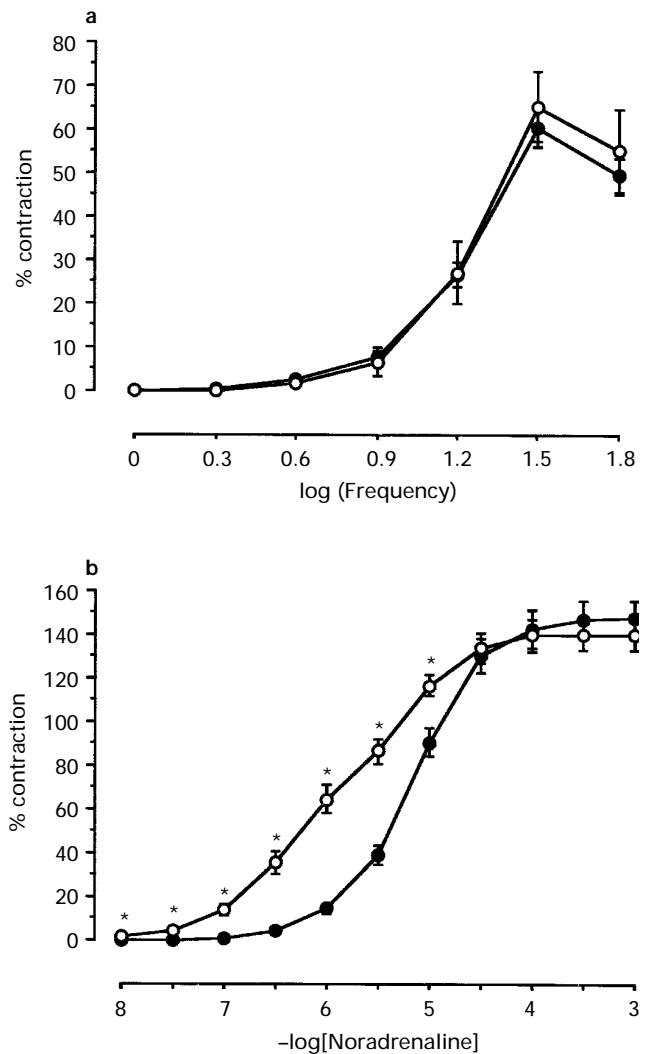 a
80
70
60
50
40
30
20
10
0
% contraction
0 0.3 0.6 0.9 1.2 1.5 1.8
log (Frequency)
b
160
140
120
100
80
60
40
20
0
% contraction
* * * * * * *
8 7 6 5 4 3
–log[Noradrenaline]